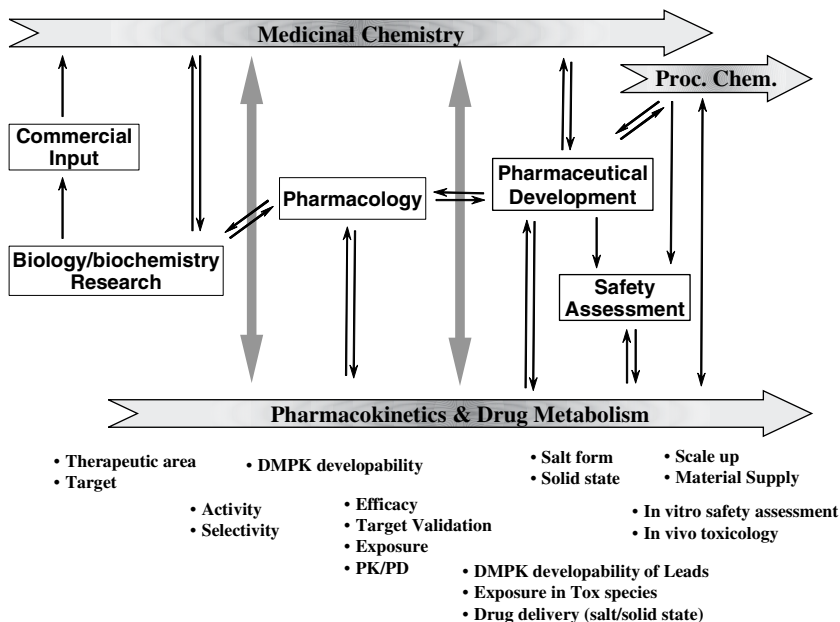 Medicinal Chemistry
Proc. Chem.
Commercial
Input
Pharmacology
Pharmaceutical
Development
Biology/biochemistry
Research
Safety
Assessment
Pharmacokinetics & Drug Metabolism
• Therapeutic area
• Target
• DMPK developability
• Salt form
• Solid state
• Scale up
• Material Supply
• Activity
• Selectivity
• Efficacy
• Target Validation
• Exposure
• PK/PD
• In vitro safety assessment
• In vivo toxicology
• DMPK developability of Leads
• Exposure in Tox species
• Drug delivery (salt/solid state)